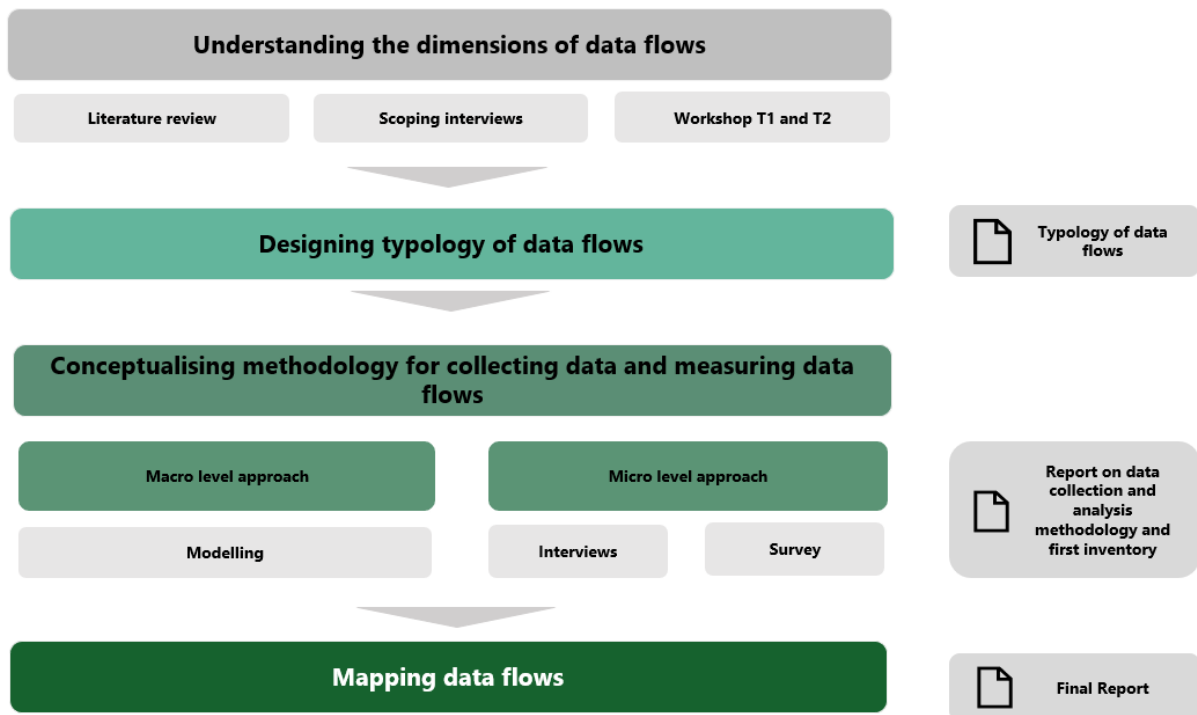 Understanding the dimensions of data flows
Literature review
Scoping interviews
Workshop T1 and T2
Designing typology of data flows
Typology of data
flows
Conceptualising methodology for collecting data and measuring data
flows
Macro level approach
Micro level approach
Modelling
Interviews
Survey
Report on data
collection and
analysis
methodology and
first inventory
Mapping data flows
Final Report